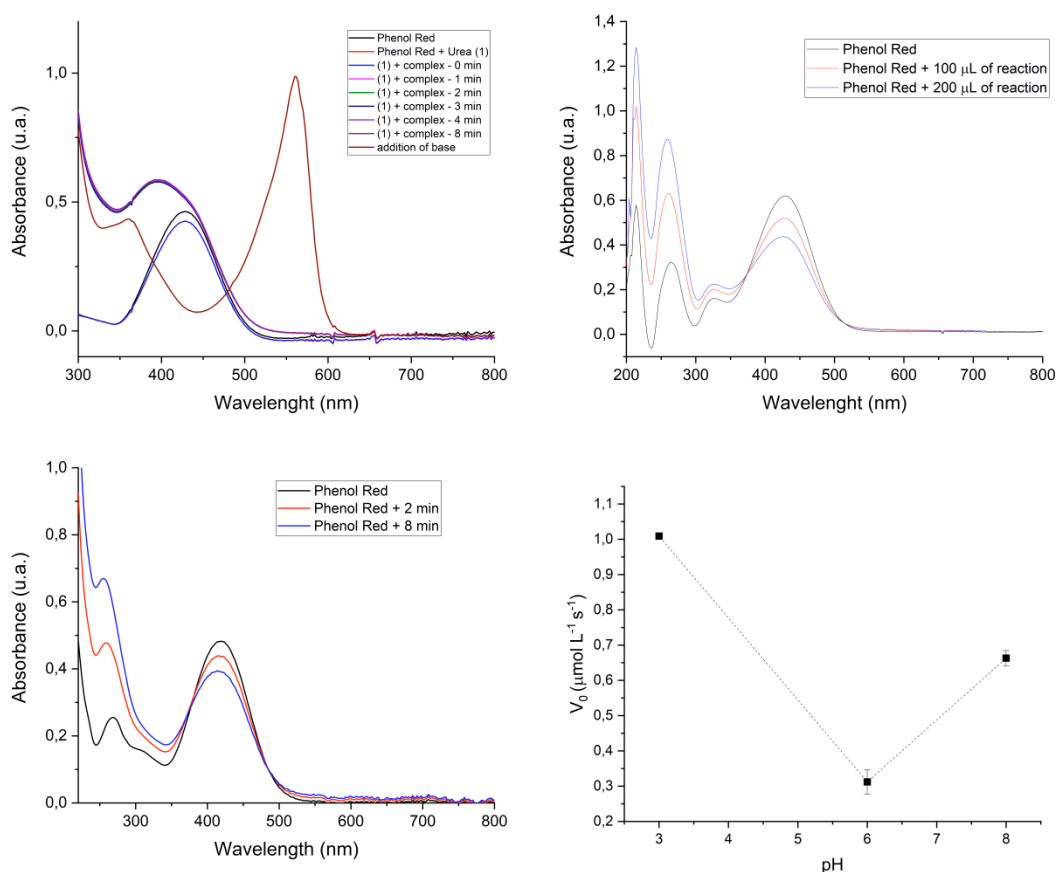 Absorbance (u.a.)
1,0
0,5
0,0
300 400 500 600 700 800
Wavelenght (nm)
Phenol Red
Phenol Red + Urea (1)
(1) + complex - 0 min
(1) + complex - 1 min
(1) + complex - 2 min
(1) + complex - 3 min
(1) + complex - 4 min
(1) + complex - 8 min
addition of base
Absorbance (u.a.)
1,4
1,2
1,0
0,8
0,6
0,4
0,2
0,0
200 300 400 500 600 700 800
Wavelenght (nm)
Phenol Red
Phenol Red + 100 μL of reaction
Phenol Red + 200 μL of reaction
Absorbance (u.a.)
1,0
0,8
0,6
0,4
0,2
0,0
300 400 500 600 700 800
Wavelength (nm)
Phenol Red
Phenol Red + 2 min
Phenol Red + 8 min
V₀ (μmol L⁻¹ s⁻¹)
1,1
1,0
0,9
0,8
0,7
0,6
0,5
0,4
0,3
0,2
3 4 5 6 7 8
pH